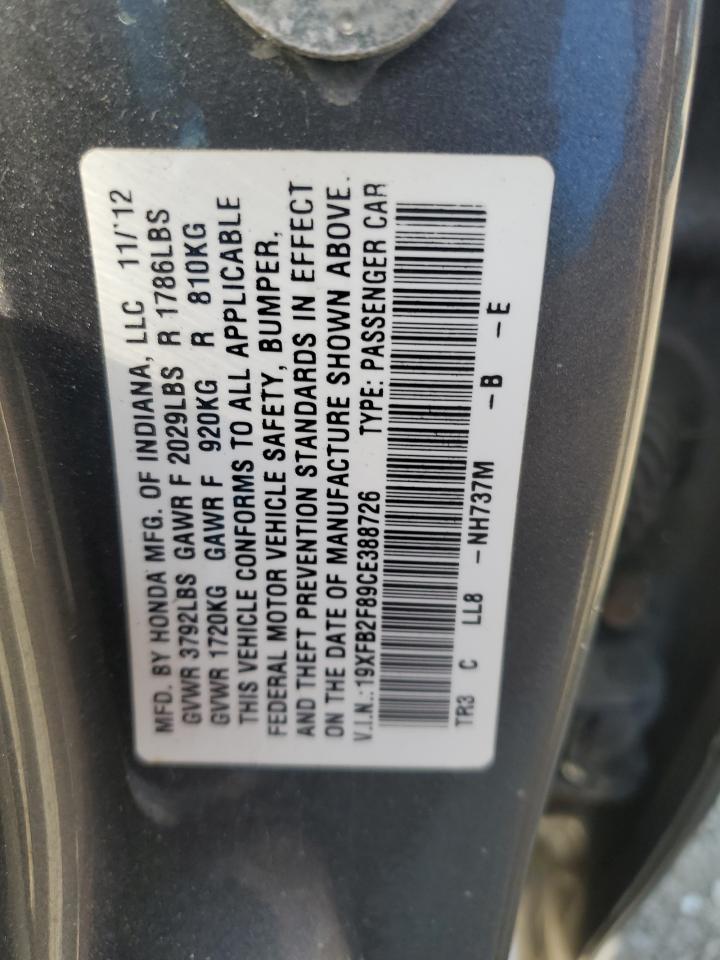 MFD. BY HONDA MFG. OF INDIANA, LLC 11/12
GVWR 3792LBS GAWR F 2029LBS R 1786LBS
GVWR 1720KG GAWR F 920KG R 810KG
THIS VEHICLE CONFORMS TO ALL APPLICABLE
FEDERAL MOTOR VEHICLE SAFETY, BUMPER,
AND THEFT PREVENTION STANDARDS IN EFFECT
ON THE DATE OF MANUFACTURE SHOWN ABOVE.
V.I.N.: 19XFB2F89CE388726 TYPE: PASSENGER CAR
TR3 C LL8 -NH737M -B -E